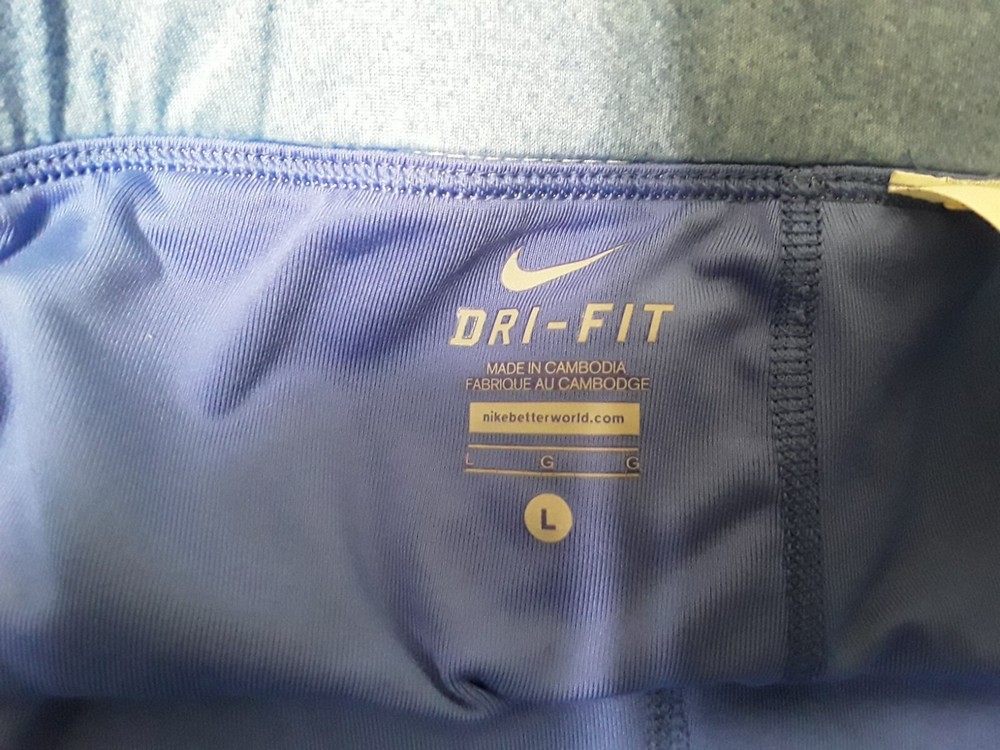 DRI-FIT
MADE IN CAMBODIA
FABRIQUE AU CAMBODGE
nikebetterworld.com
L G G
L